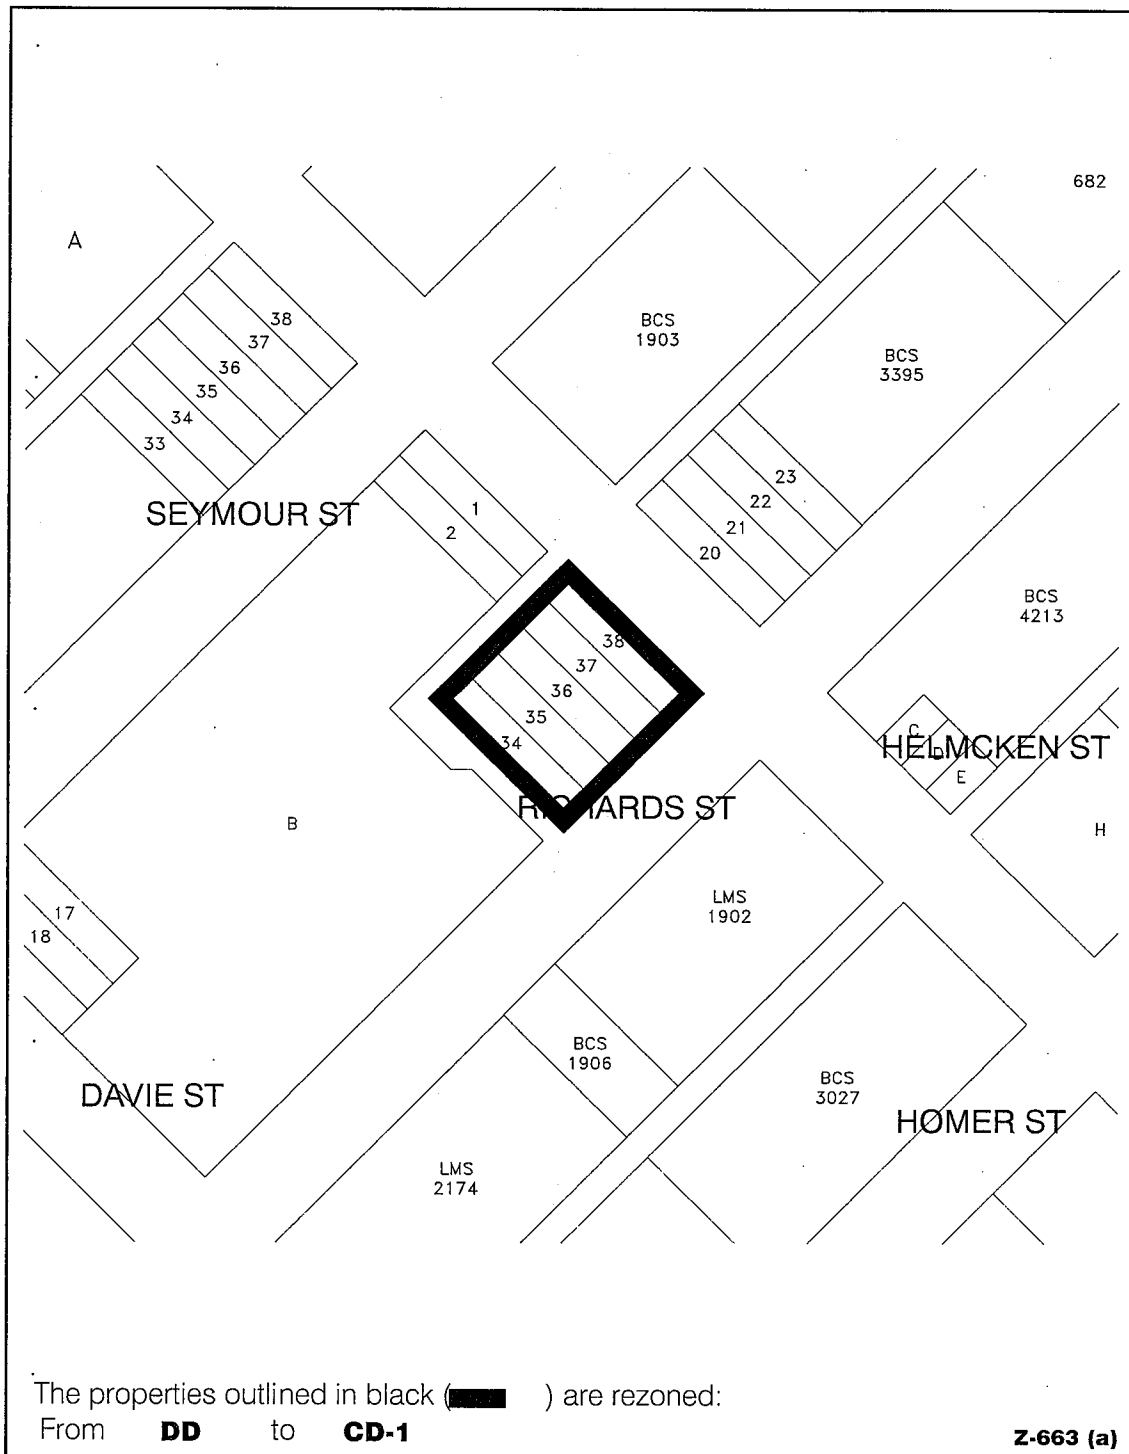 682
A
38
37
36
35
34
33
BCS
1903
BCS
3395
SEYMOUR ST
1
2
23
22
21
20
BCS
4213
38
37
36
35
34
C
D
E
HELMCKEN ST
RICHARDS ST
B
H
LMS
1902
17
18
BCS
1906
BCS
3027
DAVIE ST
HOMER ST
LMS
2174
The properties outlined in black ( ) are rezoned:
From DD to CD-1
Z-663 (a)